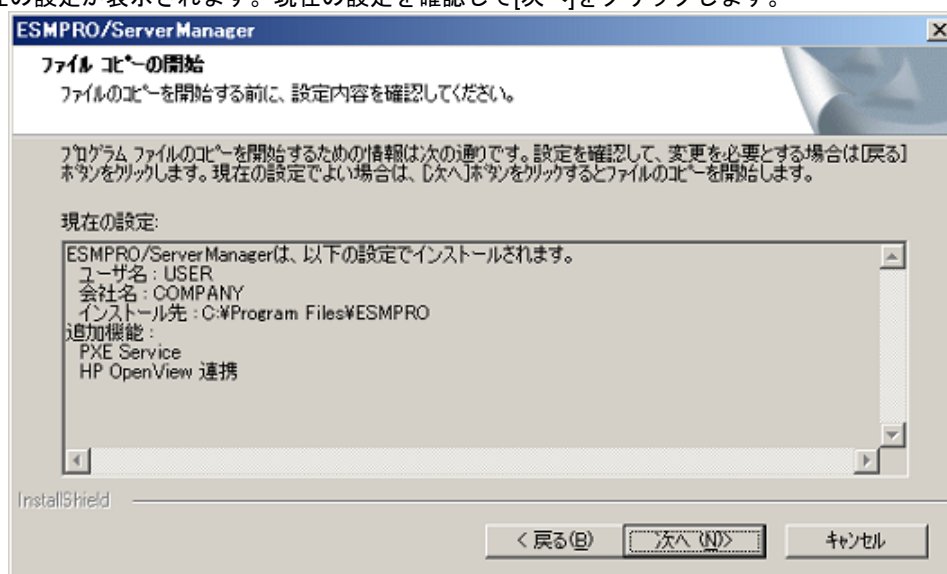 在の設定が表示されます。現在の設定を確認して[次へ]をクリックします。
ESMPRO/ServerManager
ファイル コピーの開始
ファイルのコピーを開始する前に、設定内容を確認してください。
プログラム ファイルのコピーを開始するための情報は次の通りです。設定を確認して、変更を必要とする場合は[戻る]
ボタンをクリックします。現在の設定でよい場合は、[次へ]ボタンをクリックするとファイルのコピーを開始します。
現在の設定:
ESMPRO/ServerManagerは、以下の設定でインストールされます。
ユーザ名 : USER
会社名 : COMPANY
インストール先 : C:¥Program Files¥ESMPRO
追加機能 :
PXE Service
HP OpenView 連携
InstallShield
< 戻る(B)
次へ (N)>
キャンセル